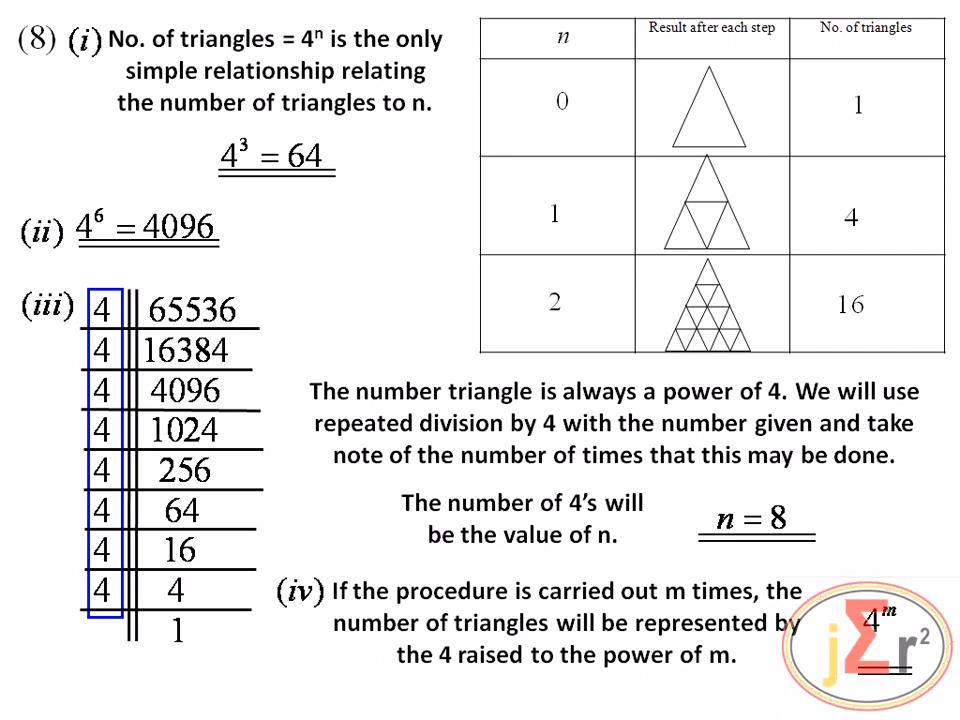 (8) (i) No. of triangles = 4ⁿ is the only
simple relationship relating
the number of triangles to n.
4³ = 64
(ii) 4⁶ = 4096
n Result after each step No. of triangles
0 1
1 4
2 16
(iii) 4 65536
4 16384
4 4096
4 1024
4 256
4 64
4 16
4 4
1
The number triangle is always a power of 4. We will use
repeated division by 4 with the number given and take
note of the number of times that this may be done.
The number of 4’s will
be the value of n.
n = 8
(iv) If the procedure is carried out m times, the
number of triangles will be represented by
the 4 raised to the power of m.
4ᵐ
jΣr²